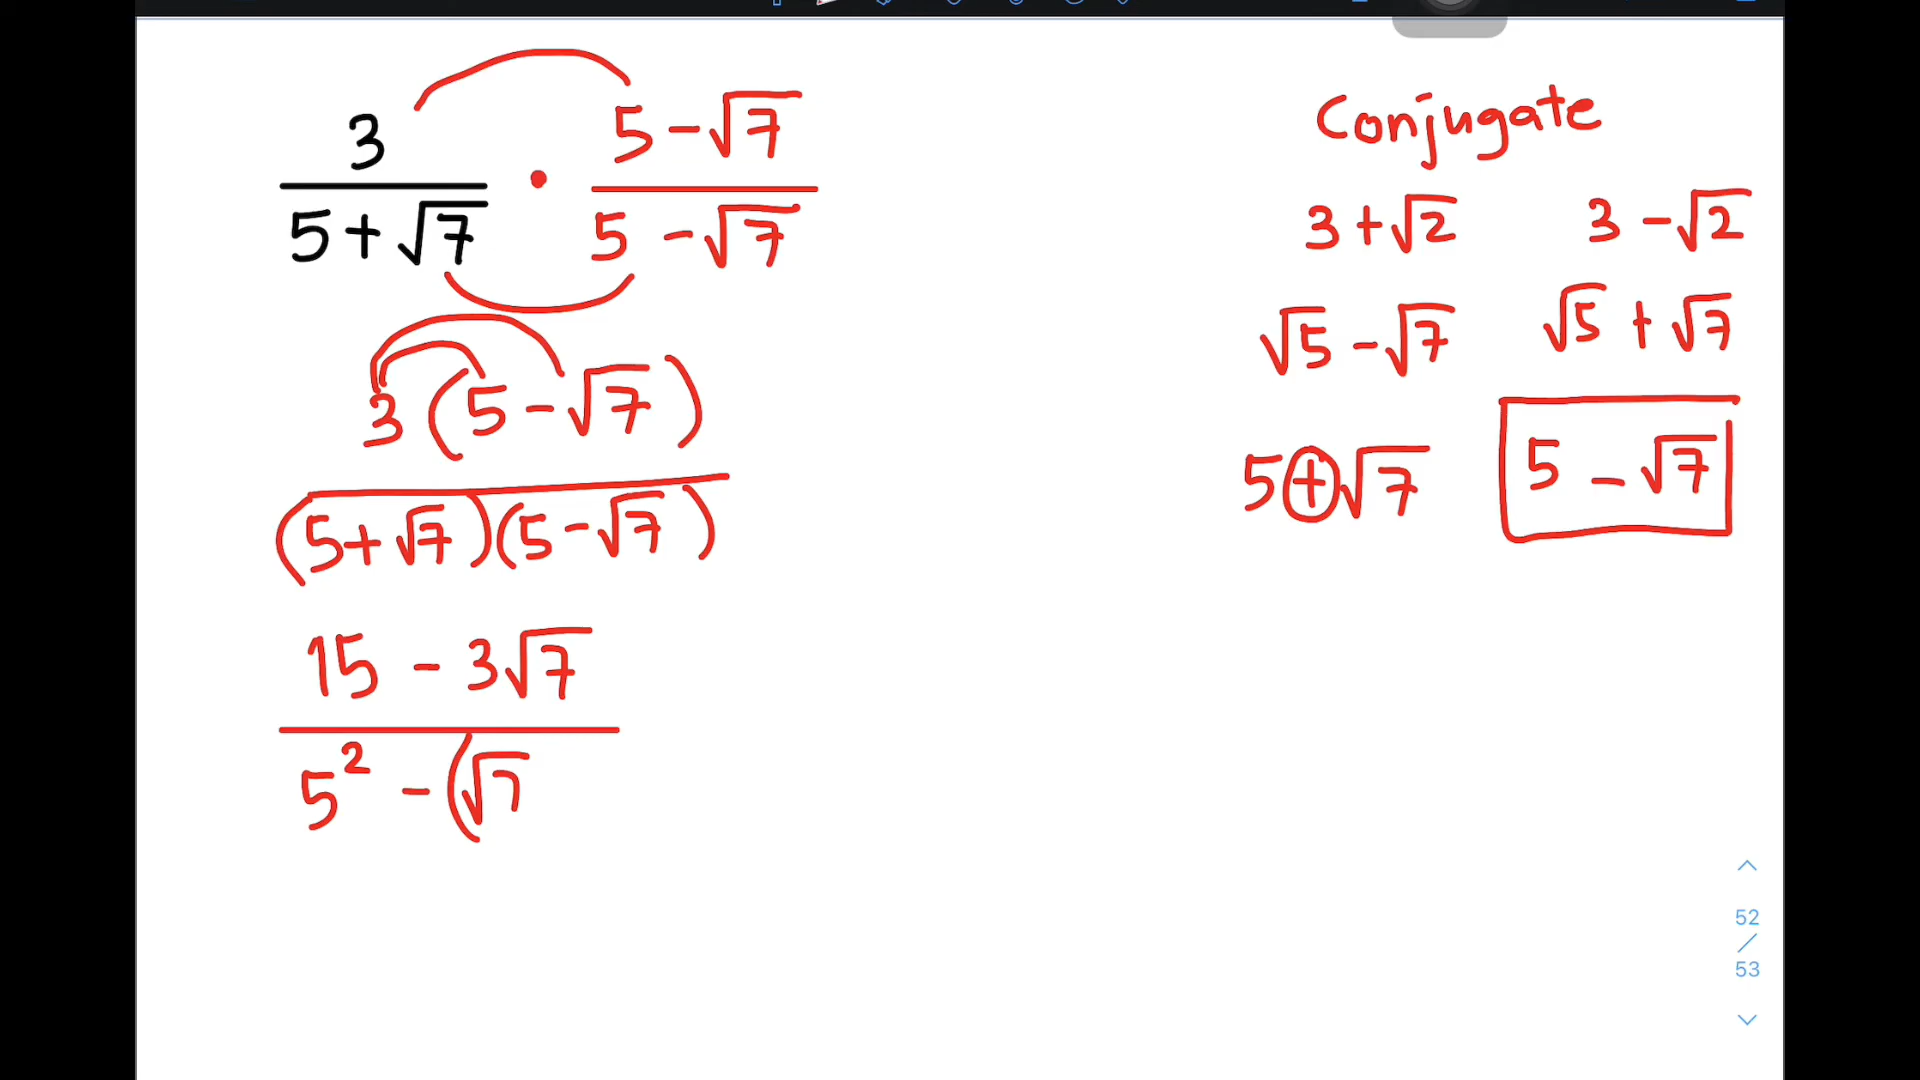 3/(5+√7) · (5-√7)/(5-√7)
3(5-√7)
(5+√7)(5-√7)
15 - 3√7
5² - (√7
Conjugate
3+√2 3-√2
√5-√7 √5+√7
5+√7 5-√7
52
/
53